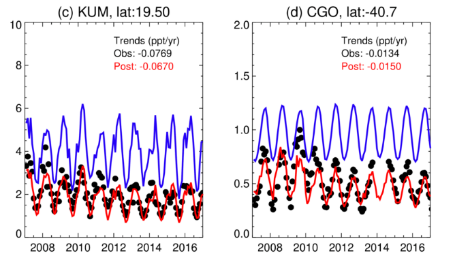 (c) KUM, lat:19.50
10
8
6
4
2
0
Trends (ppt/yr)
Obs: -0.0769
Post: -0.0670
2008 2010 2012 2014 2016
(d) CGO, lat:-40.7
2.0
1.5
1.0
0.5
0.0
Trends (ppt/yr)
Obs: -0.0134
Post: -0.0150
2008 2010 2012 2014 2016